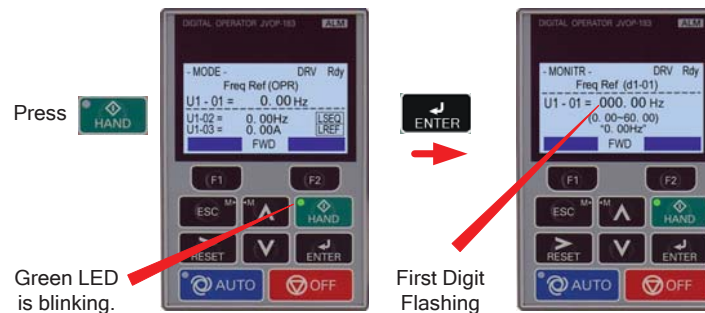 Press
HAND
DIGITAL OPERATOR JVOP-183 ALM
- MODE - DRV Rdy
Freq Ref (OPR)
U1 - 01 = 0. 00 Hz
U1-02 = 0. 00Hz LSEQ
U1-03 = 0. 00A LREF
FWD
F1 F2
ESC M M HAND
RESET ENTER
AUTO OFF
Green LED
is blinking.
ENTER
DIGITAL OPERATOR JVOP-183 ALM
- MONITR - DRV Rdy
Freq Ref (d1-01)
U1 - 01 = 000. 00 Hz
(0. 00~60. 00)
"0. 00Hz"
FWD
F1 F2
ESC M M HAND
RESET ENTER
AUTO OFF
First Digit
Flashing